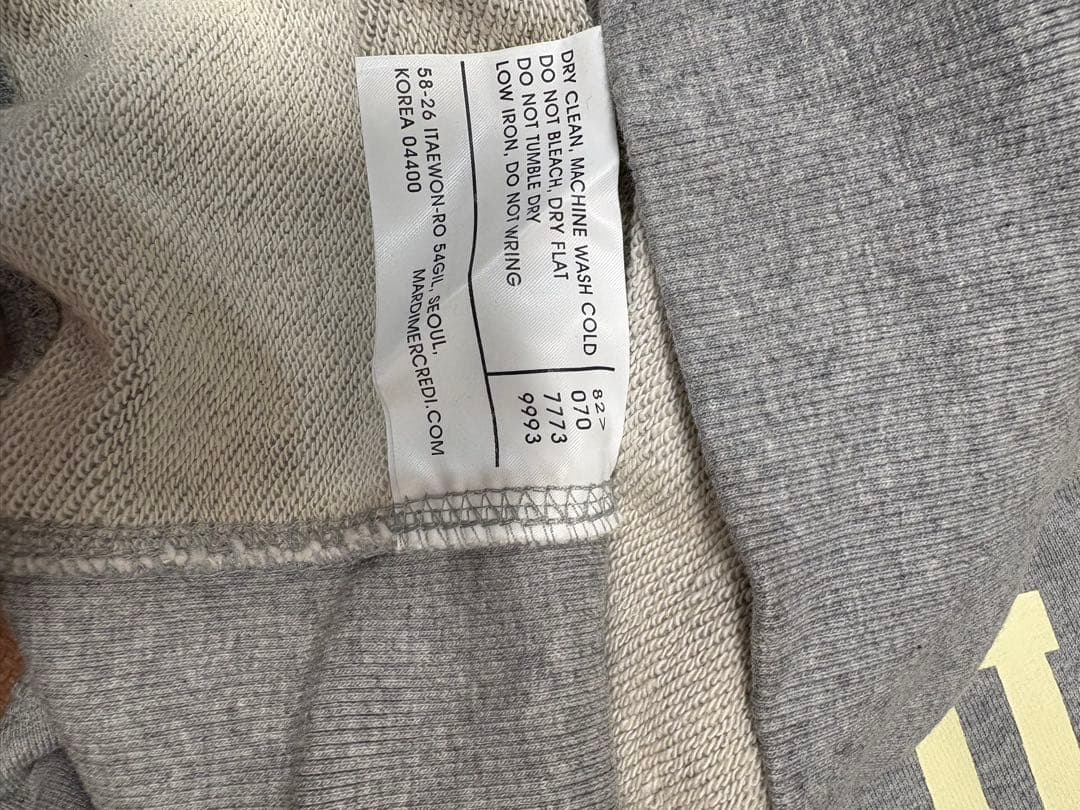 DRY CLEAN, MACHINE WASH COLD
DO NOT BLEACH, DRY FLAT
DO NOT TUMBLE DRY
LOW IRON, DO NOT WRING
82>
070
7773
9993
58-26 ITAEWON-RO 54GIL, SEOUL,
KOREA 04400
MARDIMERCREDI.COM